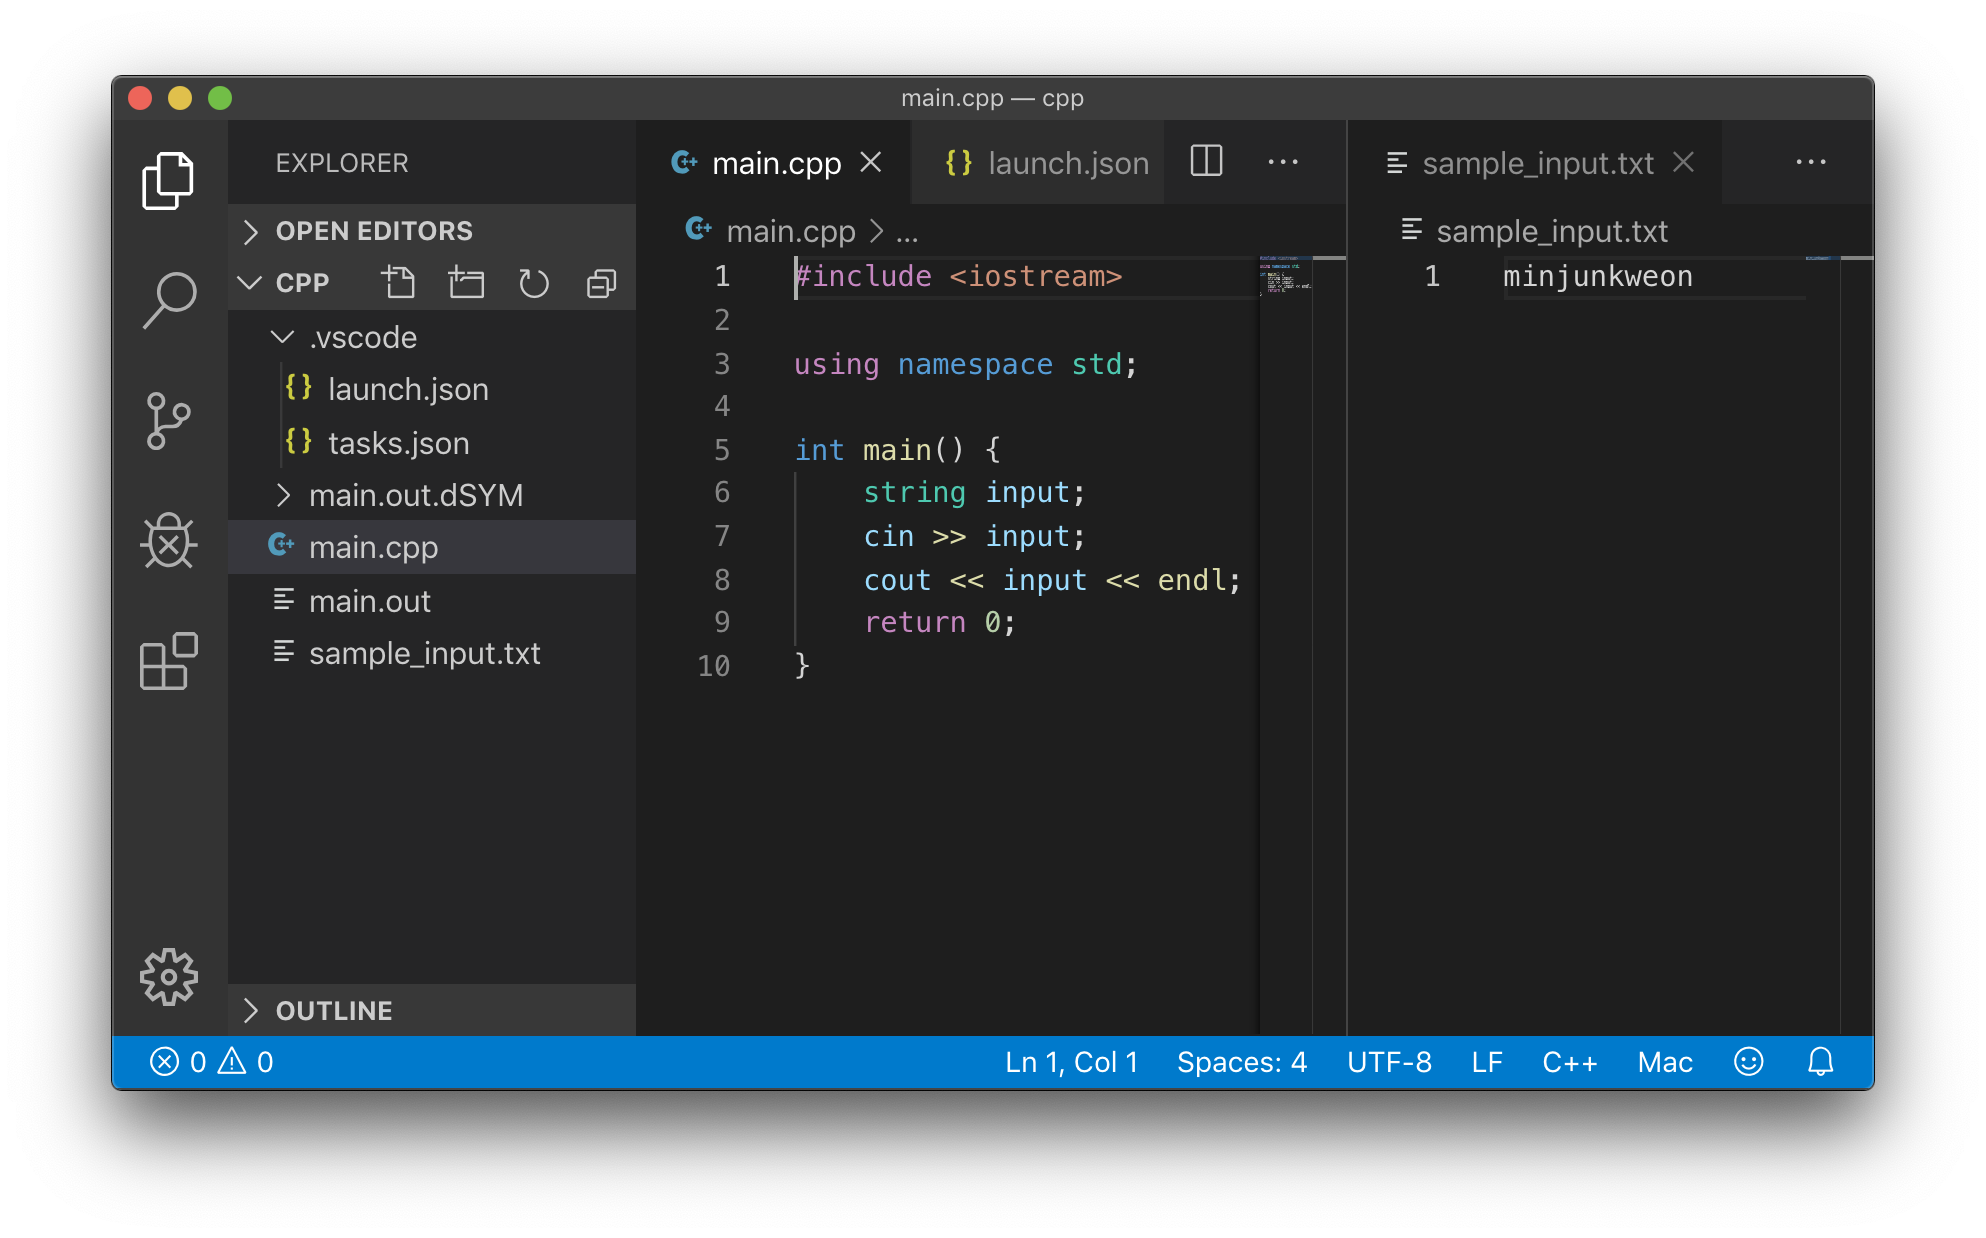 main.cpp — cpp
EXPLORER
OPEN EDITORS
CPP
.vscode
{} launch.json
{} tasks.json
main.out.dSYM
main.cpp
main.out
sample_input.txt
OUTLINE
main.cpp
{} launch.json
...
main.cpp > ...
1 #include <iostream>
2
3 using namespace std;
4
5 int main() {
6     string input;
7     cin >> input;
8     cout << input << endl;
9     return 0;
10 }
sample_input.txt
...
sample_input.txt
1 minjunkweon
0 0
Ln 1, Col 1
Spaces: 4
UTF-8
LF
C++
Mac